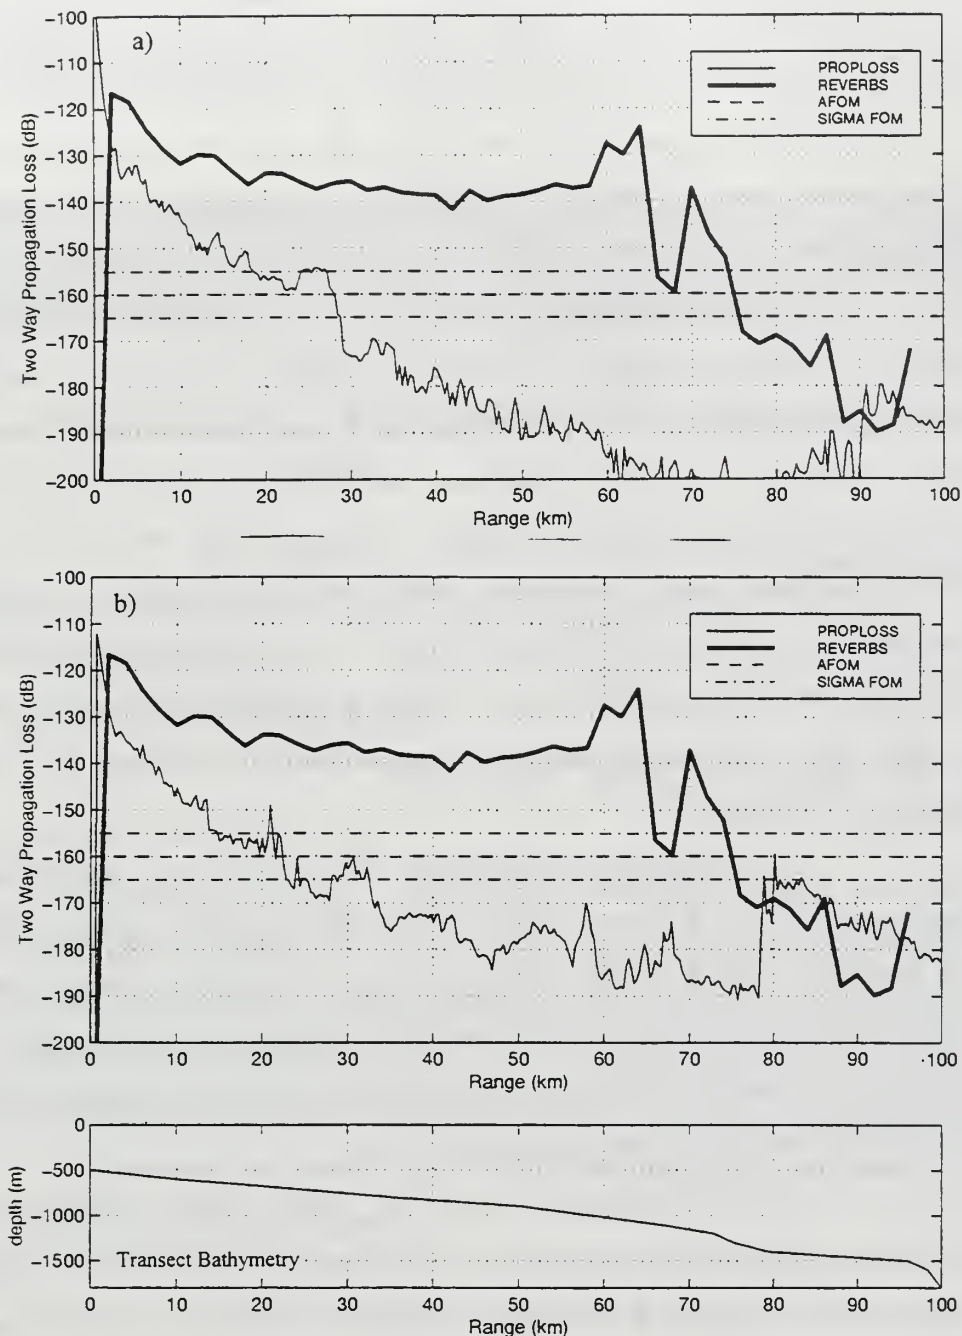 a)
-100
-110
-120
-130
-140
-150
-160
-170
-180
-190
-200
Two Way Propagation Loss (dB)
PROPLOSS
REVERBS
AFOM
SIGMA FOM
0 10 20 30 40 50 60 70 80 90 100
Range (km)
b)
-100
-110
-120
-130
-140
-150
-160
-170
-180
-190
-200
Two Way Propagation Loss (dB)
PROPLOSS
REVERBS
AFOM
SIGMA FOM
0 10 20 30 40 50 60 70 80 90 100
Range (km)
0
-500
-1000
-1500
depth (m)
Transect Bathymetry
0 10 20 30 40 50 60 70 80 90 100
Range (km)